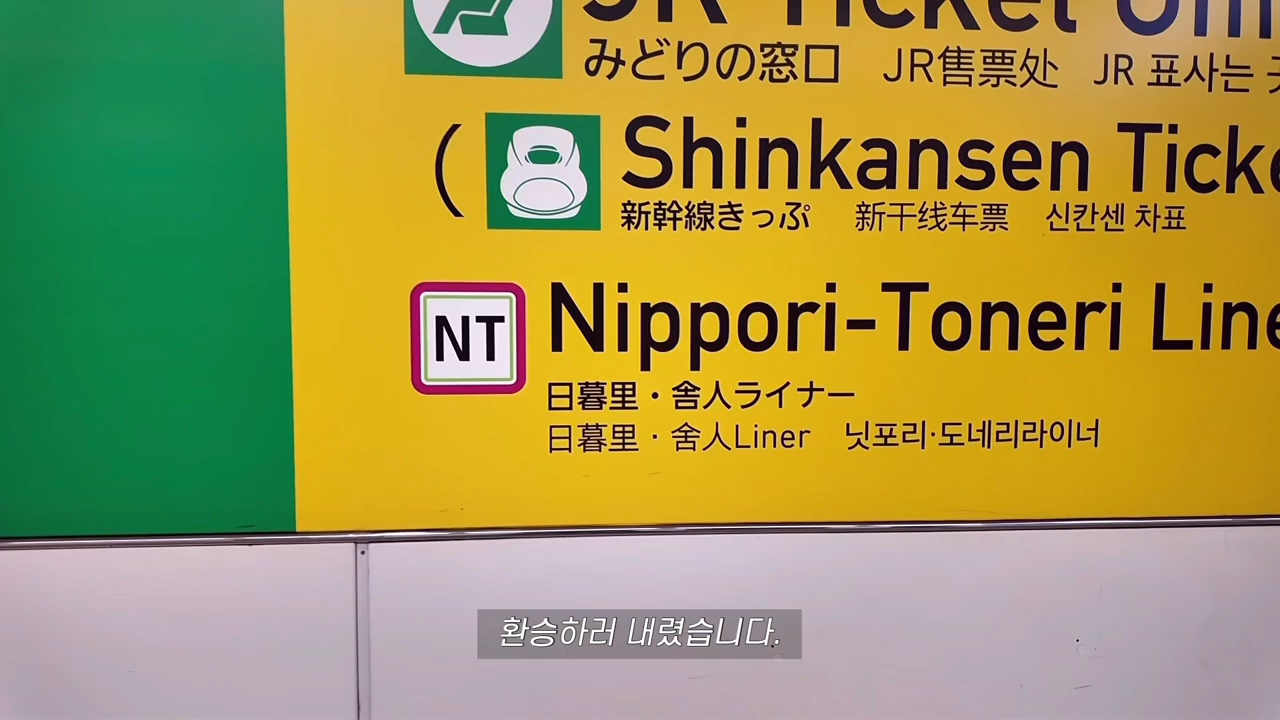 JR Ticket
みどりの窓口 JR售票处 JR 표사는
( Shinkansen
新幹線きっぷ 新干线车票 신칸센 차표
NT Nippori-Toneri
日暮里・舎人ライナー
日暮里・舍人Liner 닛포리·도네리라이너
환승하러 내렸습니다.